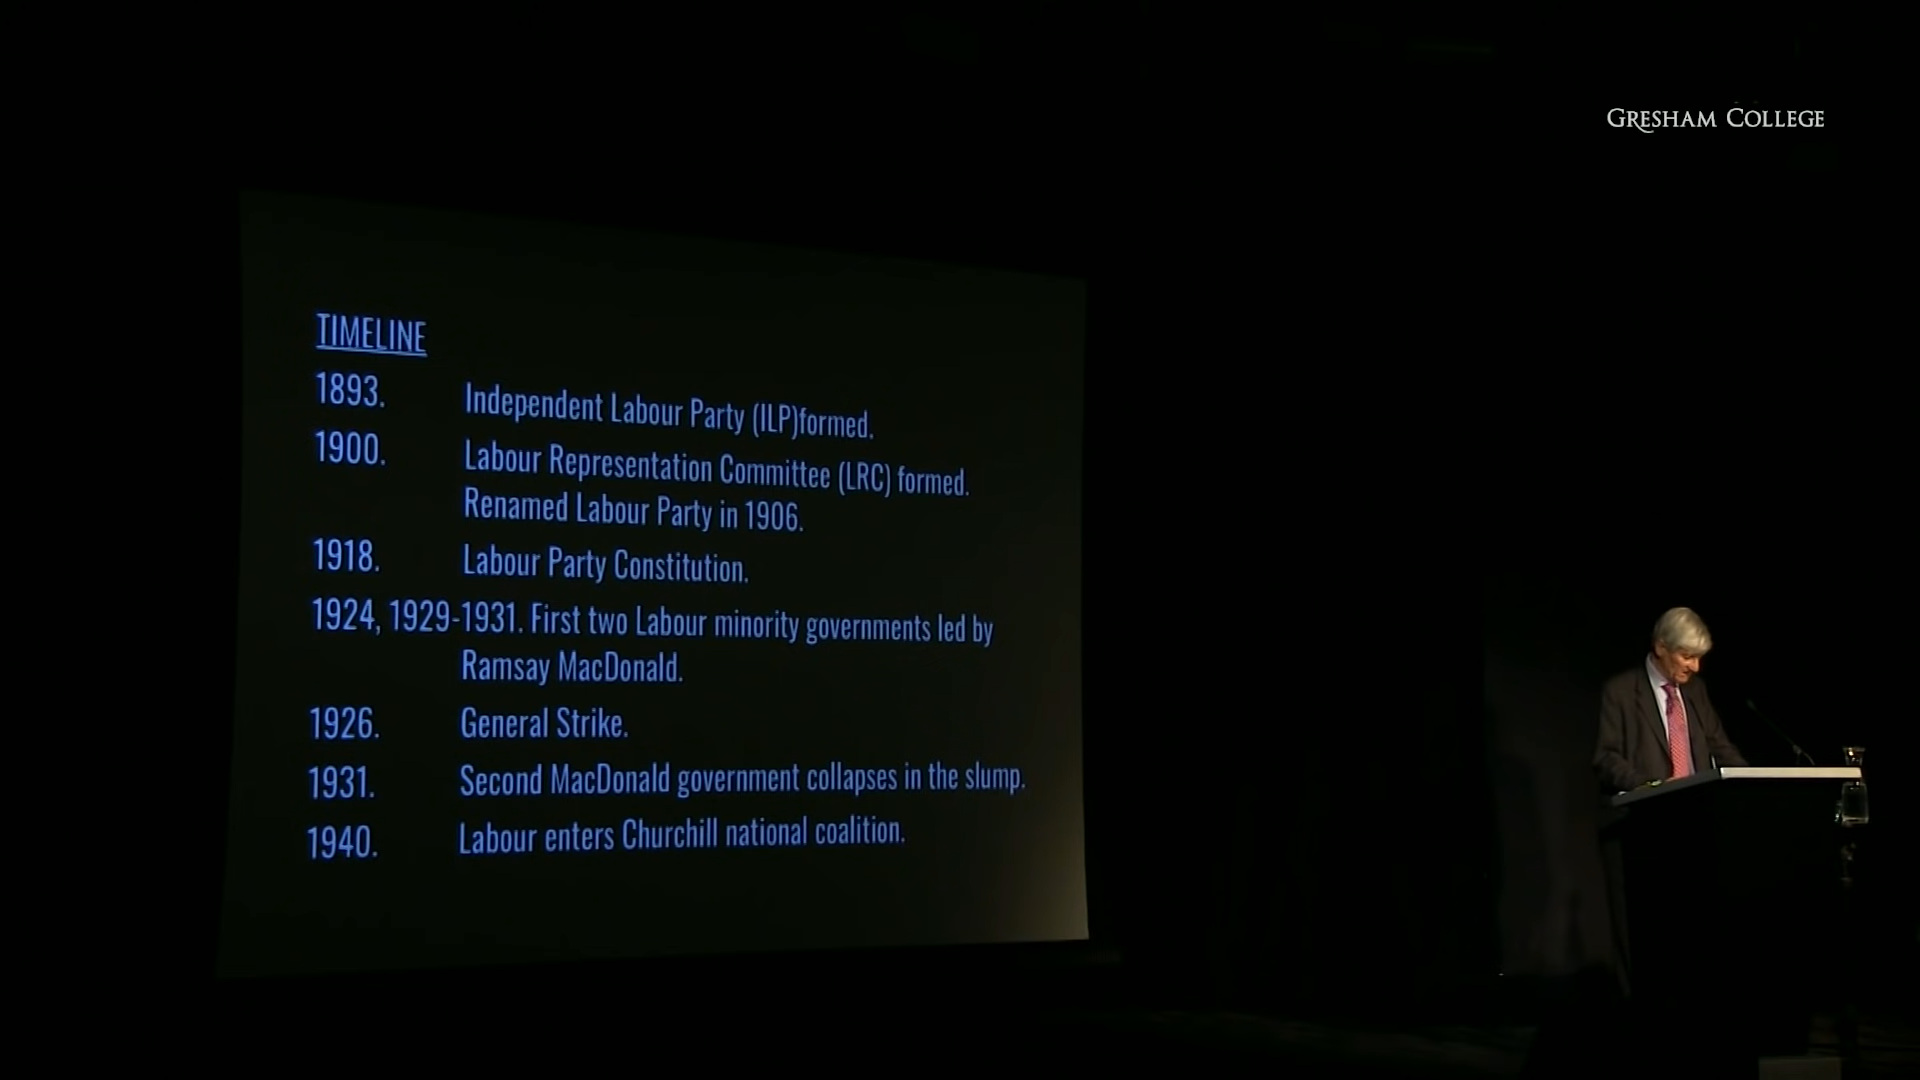 GRESHAM COLLEGE
TIMELINE
1893. Independent Labour Party (ILP)formed.
1900. Labour Representation Committee (LRC) formed.
Renamed Labour Party in 1906.
1918. Labour Party Constitution.
1924, 1929-1931. First two Labour minority governments led by
Ramsay MacDonald.
1926. General Strike.
1931. Second MacDonald government collapses in the slump.
1940. Labour enters Churchill national coalition.